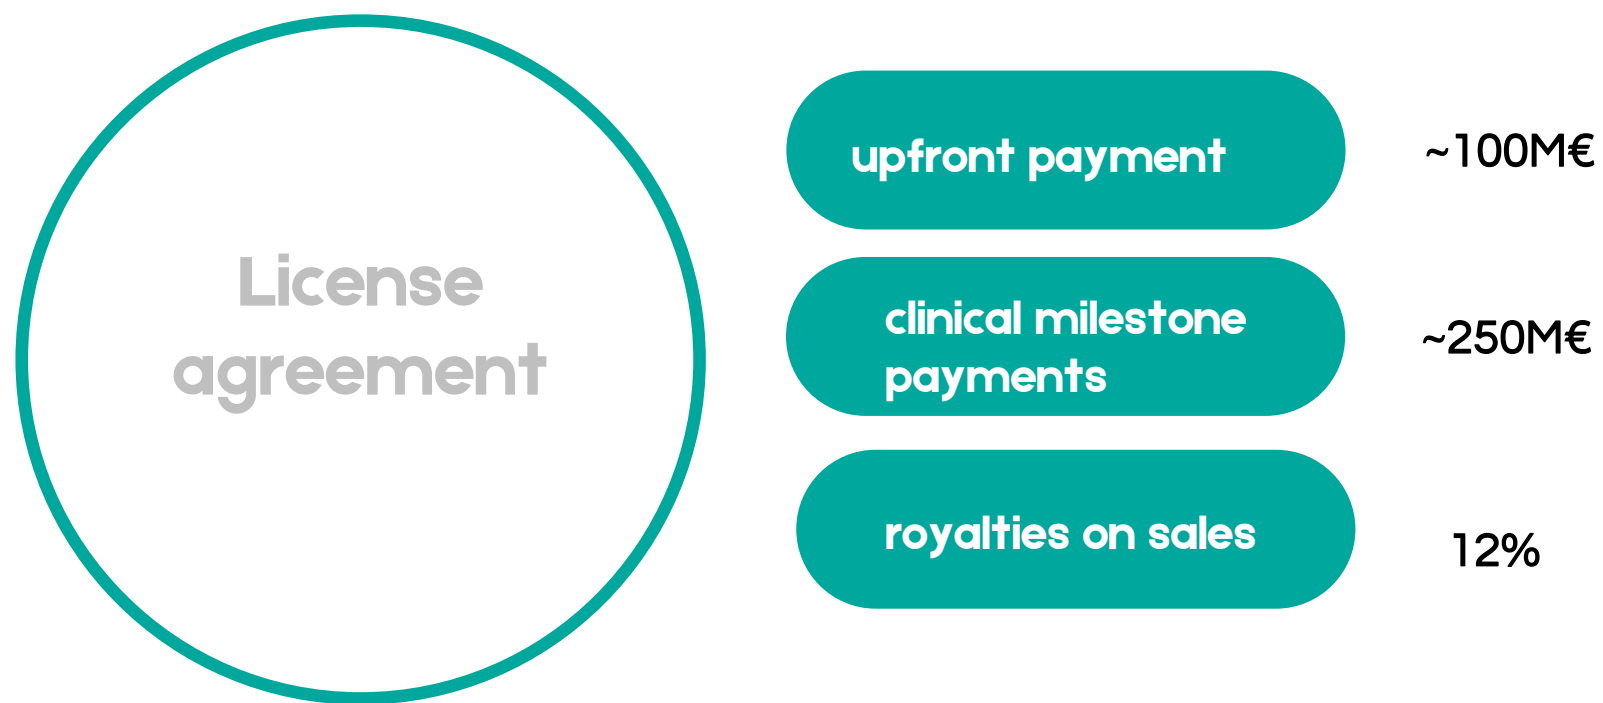 License
agreement
upfront payment
~100M€
clinical milestone
payments
~250M€
royalties on sales
12%